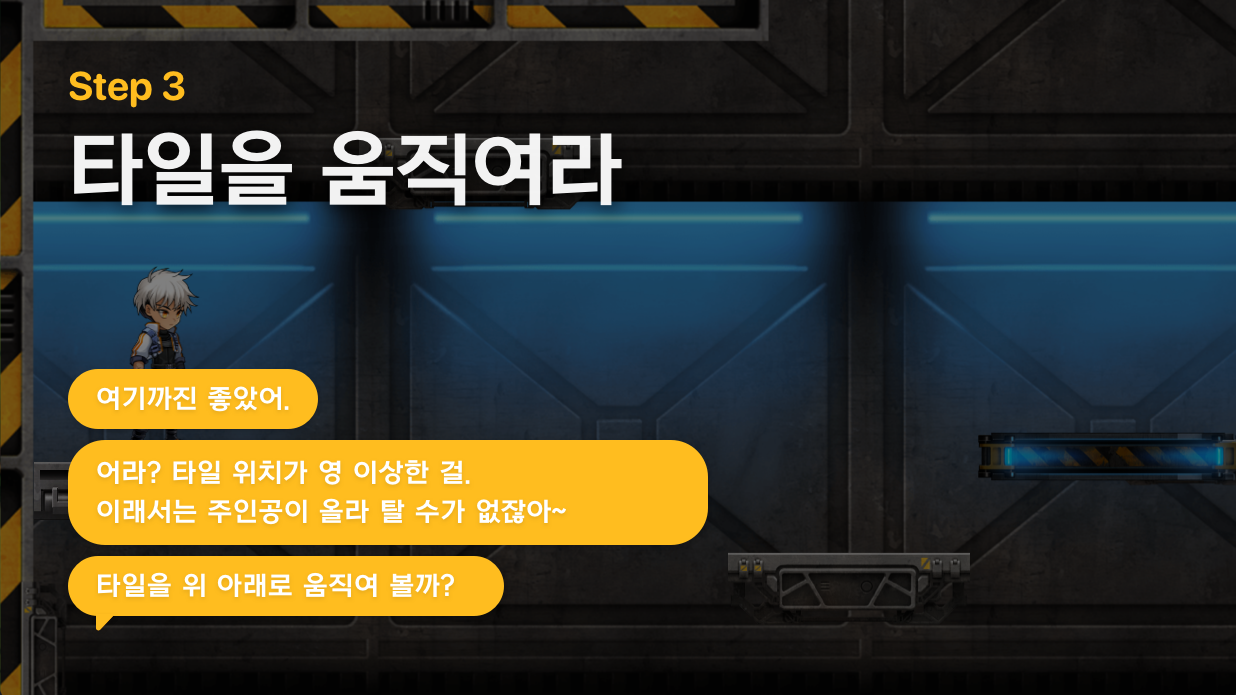 Step 3
타일을 움직여라
여기까진 좋았어.
어라? 타일 위치가 영 이상한 걸.
이래서는 주인공이 올라 탈 수가 없잖아~
타일을 위 아래로 움직여 볼까?